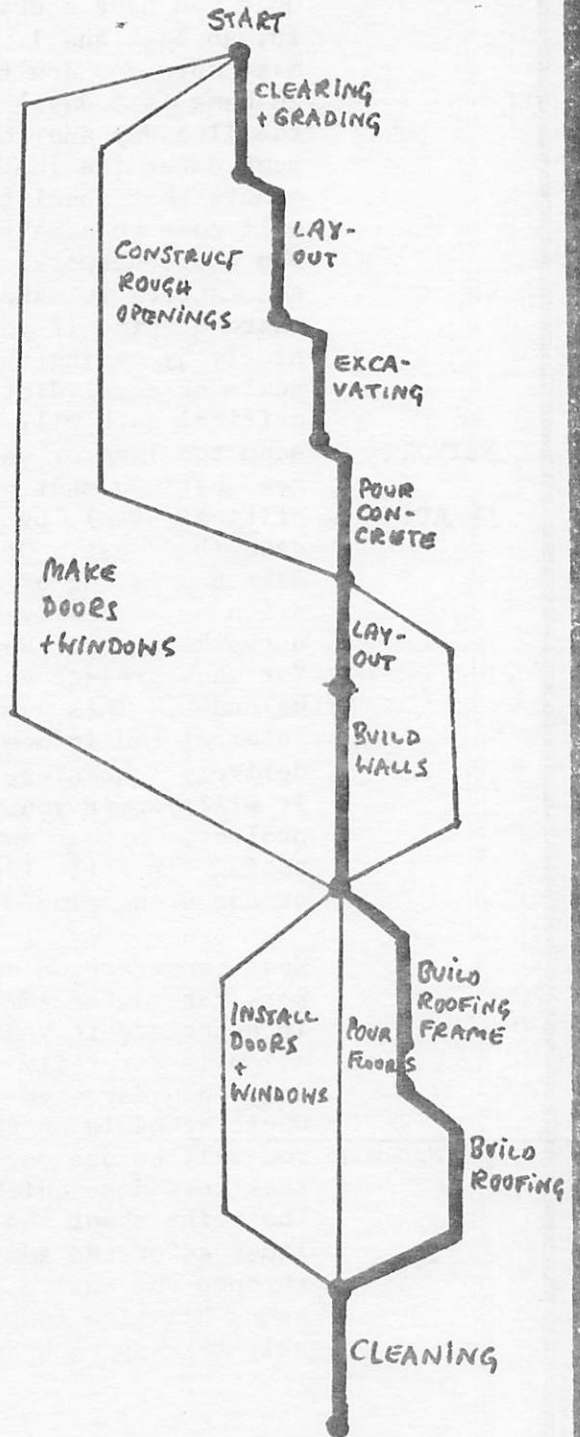 START
CLEARING
+ GRADING
LAY-
OUT
CONSTRUCT
ROUGH
OPENINGS
EXCA-
VATING
POUR
CON-
CRETE
MAKE
DOORS
+WINDOWS
LAY-
OUT
BUILD
WALLS
BUILD
ROOFING
FRAME
INSTALL
DOORS
+
WINDOWS
POUR
FLOORS
BUILD
ROOFING
CLEANING